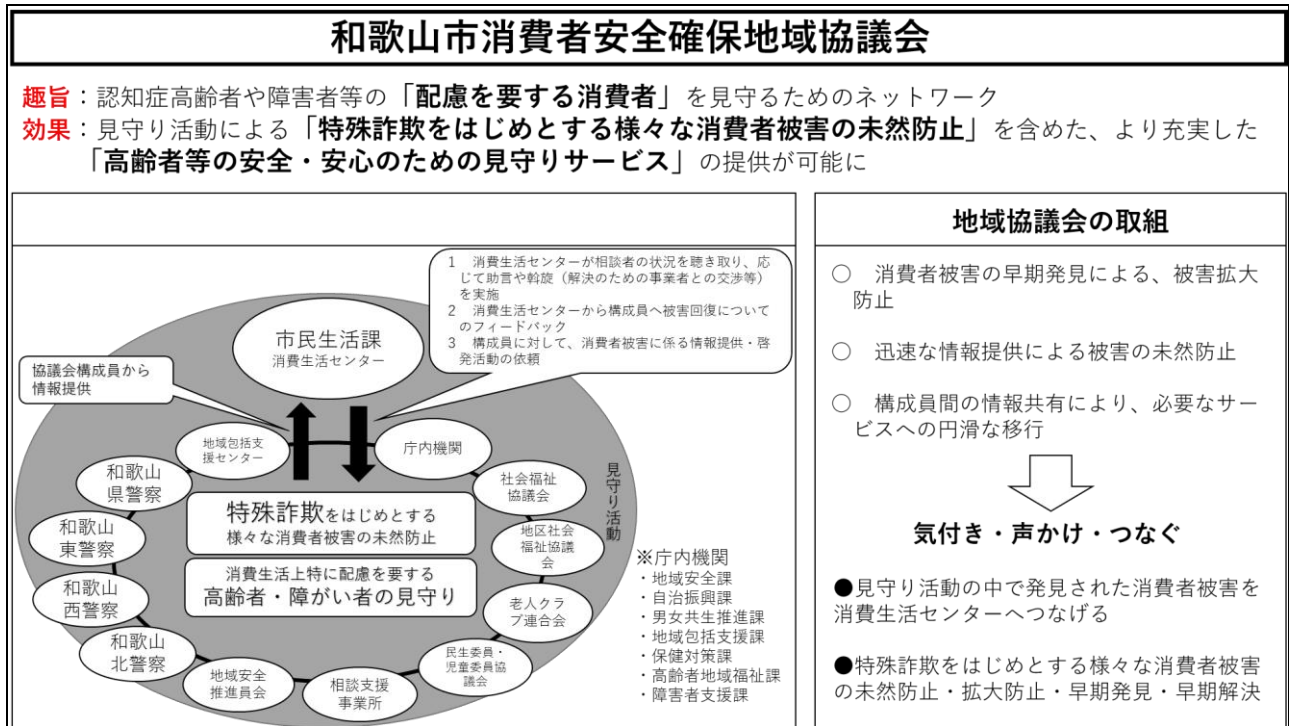 和歌山市消費者安全確保地域協議会
趣旨：認知症高齢者や障害者等の「配慮を要する消費者」を見守るためのネットワーク
効果：見守り活動による「特殊詐欺をはじめとする様々な消費者被害の未然防止」を含めた、より充実した
「高齢者等の安全・安心のための見守りサービス」の提供が可能に
1　消費生活センターが相談者の状況を聴き取り、応
じて助言や斡旋（解決のための事業者との交渉等）
を実施
2　消費生活センターから構成員へ被害回復について
のフィードバック
3　構成員に対して、消費者被害に係る情報提供・啓
発活動の依頼
市民生活課
消費生活センター
協議会構成員から
情報提供
地域包括支
援センター
庁内機関
和歌山
県警察
社会福祉
協議会
見守り活動
和歌山
東警察
地区社会
福祉協議
会
特殊詐欺をはじめとする
様々な消費者被害の未然防止
消費生活上特に配慮を要する
高齢者・障がい者の見守り
和歌山
西警察
老人クラ
ブ連合会
和歌山
北警察
民生委員・
児童委員協
議会
地域安全
推進員会
相談支援
事業所
※庁内機関
・地域安全課
・自治振興課
・男女共生推進課
・地域包括支援課
・保健対策課
・高齢者地域福祉課
・障害者支援課
地域協議会の取組
○　消費者被害の早期発見による、被害拡大
防止
○　迅速な情報提供による被害の未然防止
○　構成員間の情報共有により、必要なサー
ビスへの円滑な移行
気付き・声かけ・つなぐ
●見守り活動の中で発見された消費者被害を
消費生活センターへつなげる
●特殊詐欺をはじめとする様々な消費者被害
の未然防止・拡大防止・早期発見・早期解決